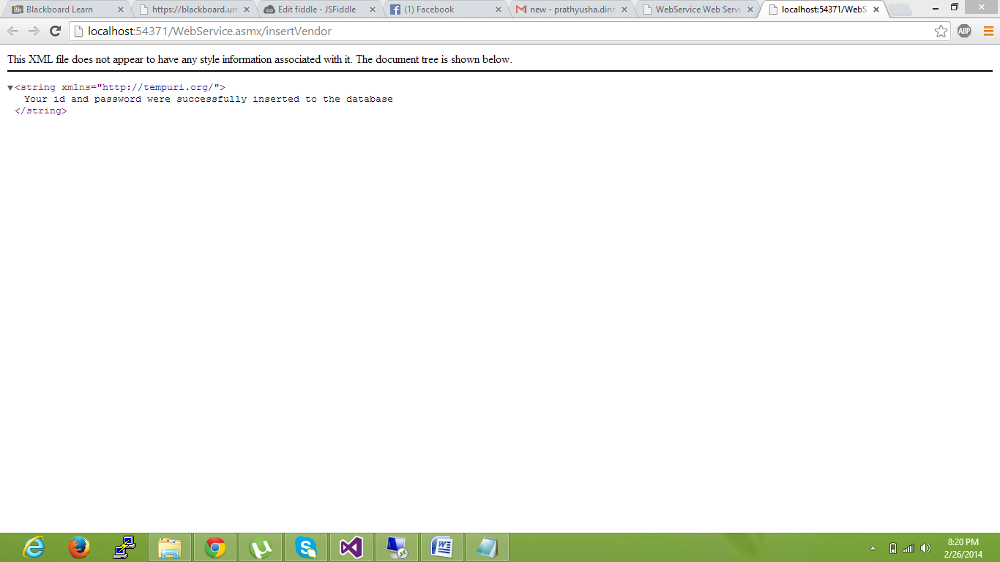 Blackboard Learn
https://blackboard.um
Edit fiddle - JSFiddle
(1) Facebook
new - prathyusha.dinn
WebService Web Servi
localhost:54371/WebS
localhost:54371/WebService.asmx/insertVendor
ABP
This XML file does not appear to have any style information associated with it. The document tree is shown below.
<string xmlns="http://tempuri.org/">
Your id and password were successfully inserted to the database
</string>
8:20 PM
2/26/2014